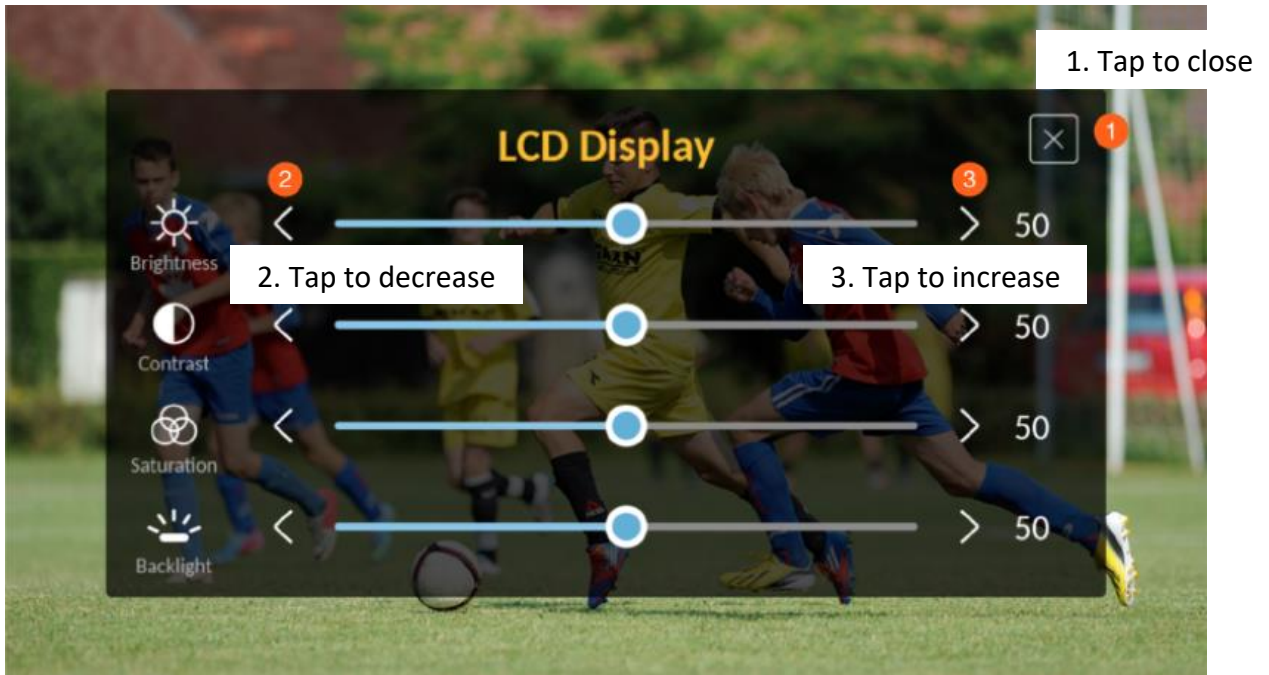 1. Tap to close
LCD Display
1
2
3
50
Brightness
2. Tap to decrease
3. Tap to increase
50
Contrast
50
Saturation
50
Backlight